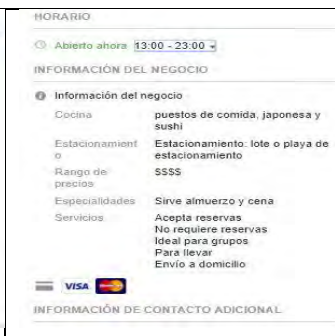 HORARIO
Abierto ahora 13:00 - 23:00
INFORMACIÓN DEL NEGOCIO
Información del negocio
Cocina puestos de comida, japonesa y
sushi
Estacionamient Estacionamiento: lote o playa de
o estacionamiento
Rango de $$$$
precios
Especialidades Sirve almuerzo y cena
Servicios Acepta reservas
No requiere reservas
Ideal para grupos
Para llevar
Envío a domicilio
VISA MasterCard
INFORMACIÓN DE CONTACTO ADICIONAL